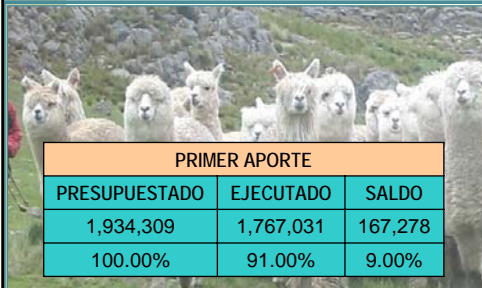 PRIMER APORTE
PRESUPUESTADO EJECUTADO SALDO
1,934,309 1,767,031 167,278
100.00% 91.00% 9.00%